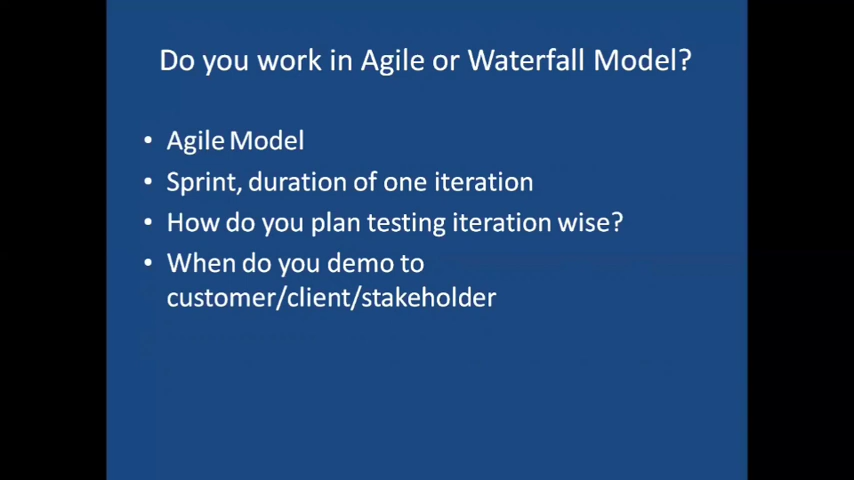 Do you work in Agile or Waterfall Model?
• Agile Model
• Sprint, duration of one iteration
• How do you plan testing iteration wise?
• When do you demo to
customer/client/stakeholder